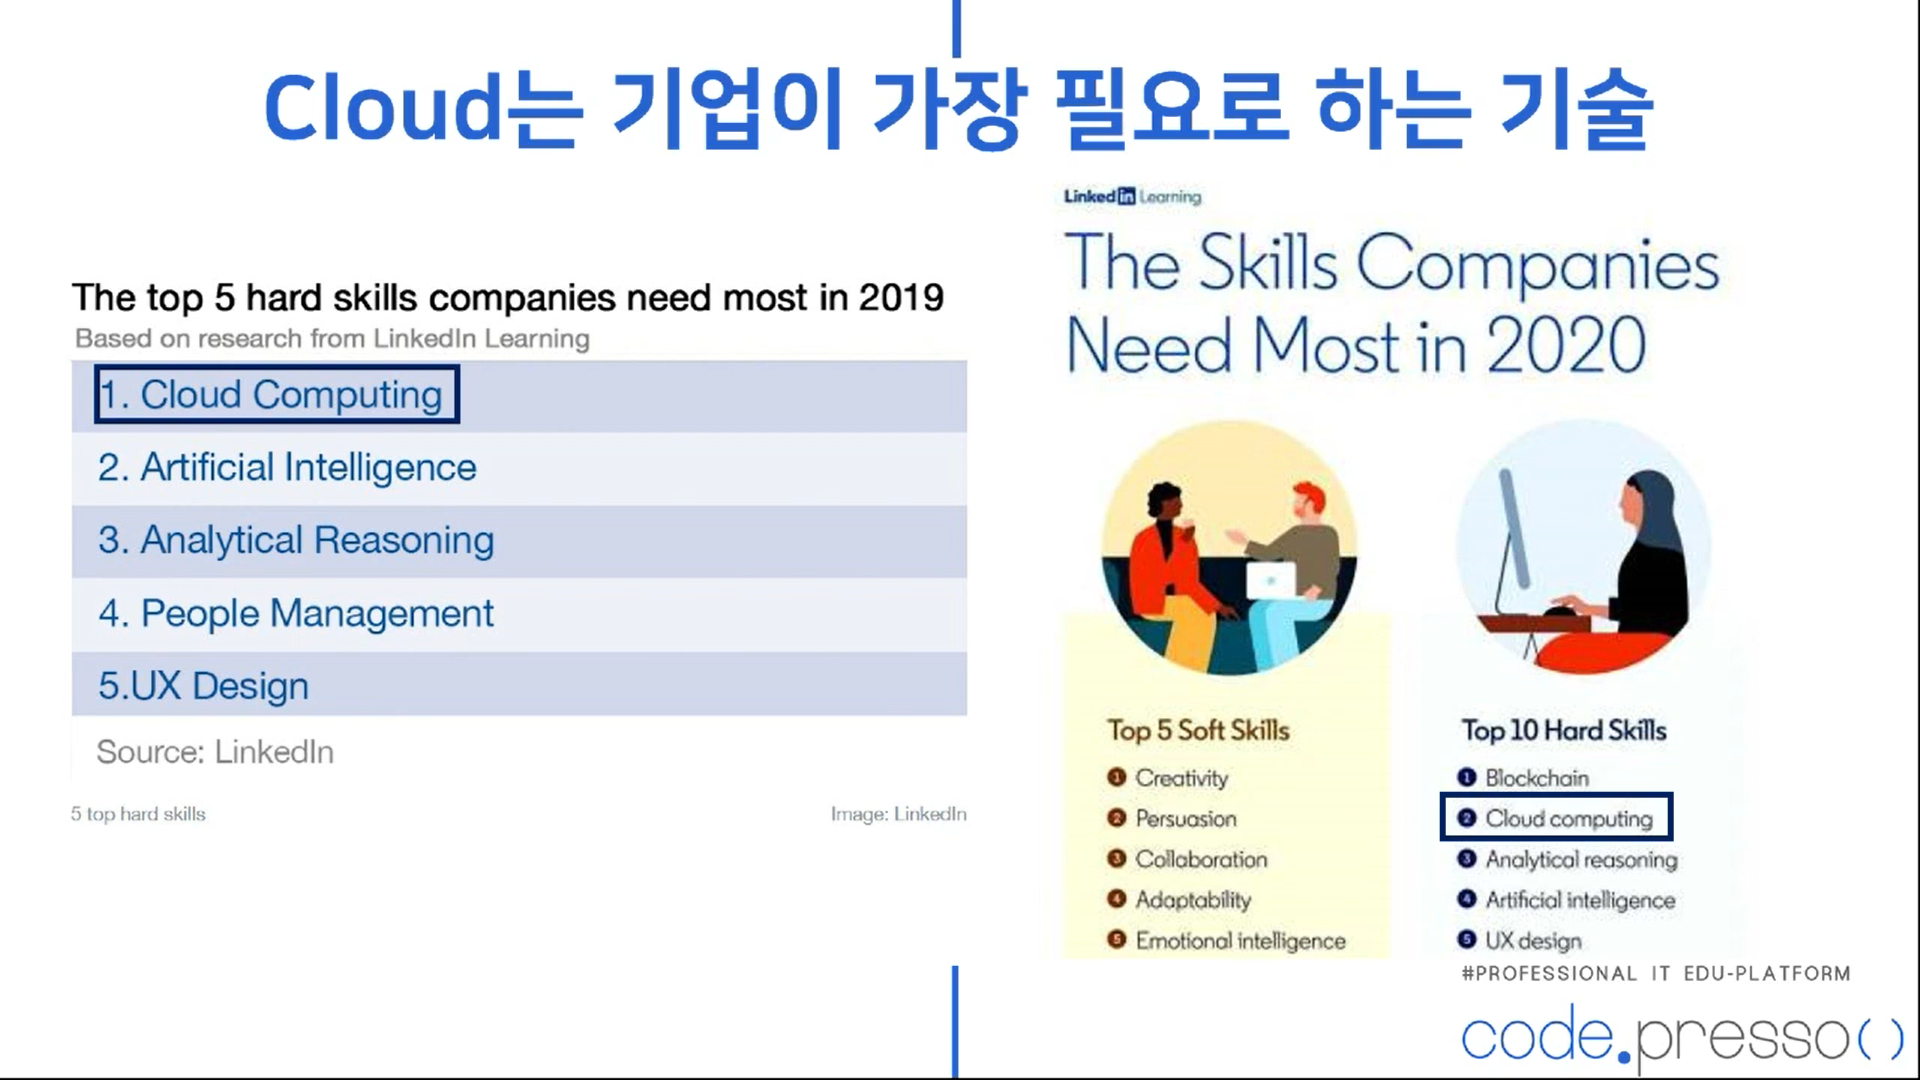 Cloud는 기업이 가장 필요로 하는 기술
The top 5 hard skills companies need most in 2019
Based on research from LinkedIn Learning
1. Cloud Computing
2. Artificial Intelligence
3. Analytical Reasoning
4. People Management
5.UX Design
Source: LinkedIn
5 top hard skills
Image: LinkedIn
Linked in Learning
The Skills Companies
Need Most in 2020
Top 5 Soft Skills
1 Creativity
2 Persuasion
3 Collaboration
4 Adaptability
5 Emotional intelligence
Top 10 Hard Skills
1 Blockchain
2 Cloud computing
3 Analytical reasoning
4 Artificial intelligence
5 UX design
#PROFESSIONAL IT EDU-PLATFORM
code.presso()